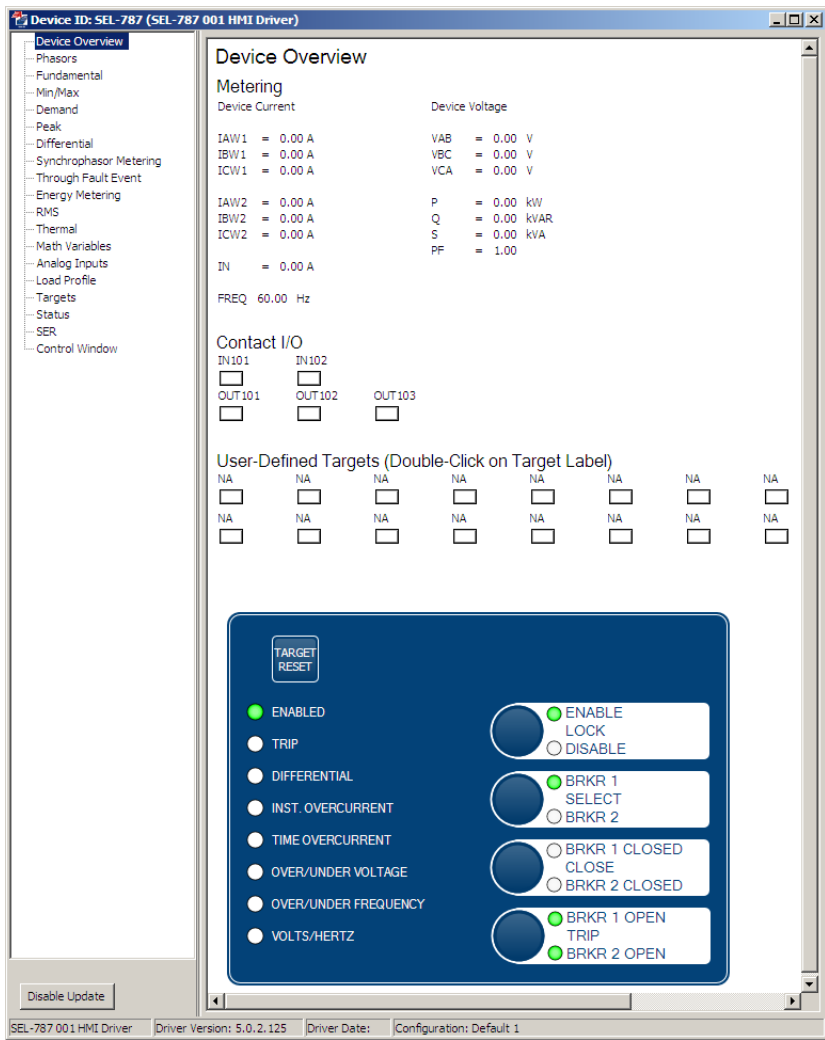 Device ID: SEL-787 (SEL-787 001 HMI Driver)
Device Overview
Phasors
Fundamental
Min/Max
Demand
Peak
Differential
Synchrophasor Metering
Through Fault Event
Energy Metering
RMS
Thermal
Math Variables
Analog Inputs
Load Profile
Targets
Status
SER
Control Window
Disable Update
Device Overview
Metering
Device Current Device Voltage
IAW1 = 0.00 A VAB = 0.00 V
IBW1 = 0.00 A VBC = 0.00 V
ICW1 = 0.00 A VCA = 0.00 V
IAW2 = 0.00 A P = 0.00 kW
IBW2 = 0.00 A Q = 0.00 kVAR
ICW2 = 0.00 A S = 0.00 kVA
PF = 1.00
IN = 0.00 A
FREQ 60.00 Hz
Contact I/O
IN101 IN102
OUT101 OUT102 OUT103
User-Defined Targets (Double-Click on Target Label)
NA NA NA NA NA NA NA NA
NA NA NA NA NA NA NA NA
TARGET
RESET
ENABLED
TRIP
DIFFERENTIAL
INST. OVERCURRENT
TIME OVERCURRENT
OVER/UNDER VOLTAGE
OVER/UNDER FREQUENCY
VOLTS/HERTZ
ENABLE
LOCK
DISABLE
BRKR 1
SELECT
BRKR 2
BRKR 1 CLOSED
CLOSE
BRKR 2 CLOSED
BRKR 1 OPEN
TRIP
BRKR 2 OPEN
SEL-787 001 HMI Driver Driver Version: 5.0.2.125 Driver Date: Configuration: Default 1